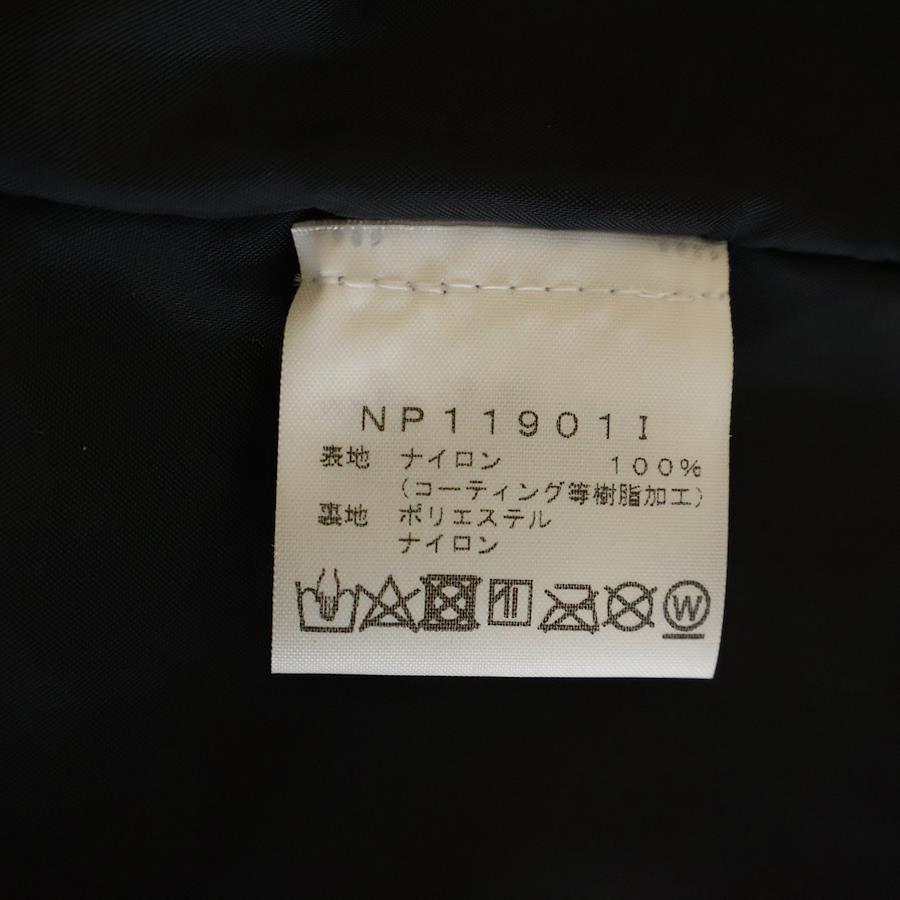 NP11901I
表地 ナイロン 100%
(コーティング等樹脂加工)
裏地 ポリエステル
ナイロン
W